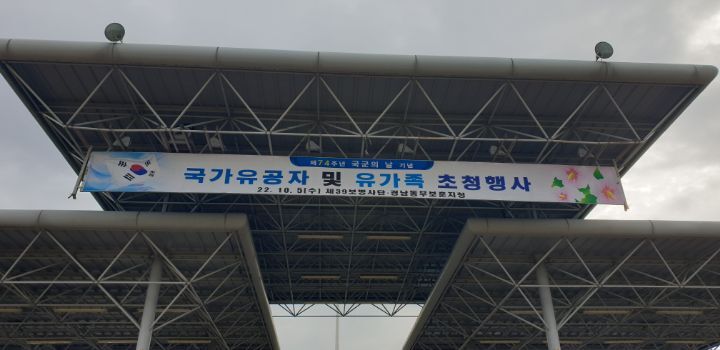 제74주년 국군의 날 기념
국가유공자 및 유가족 초청행사
22. 10. 5(수) 제39보병사단·경남동부보훈지청